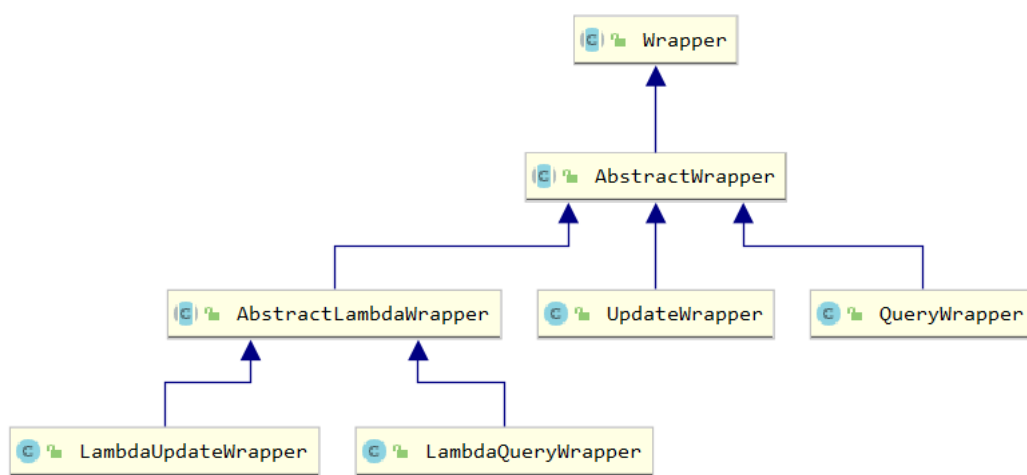 Wrapper
AbstractWrapper
AbstractLambdaWrapper
UpdateWrapper
QueryWrapper
LambdaUpdateWrapper
LambdaQueryWrapper